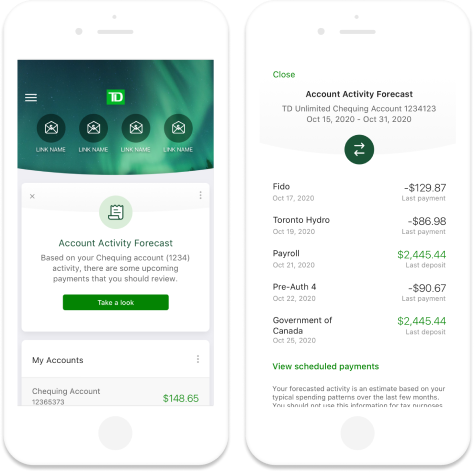 TD
LINK NAME LINK NAME LINK NAME LINK NAME
×
Account Activity Forecast
Based on your Chequing account (1234)
activity, there are some upcoming
payments that you should review.
Take a look
My Accounts
Chequing Account
12365373
$148.65
Close
Account Activity Forecast
TD Unlimited Chequing Account 1234123
Oct 15, 2020 - Oct 31, 2020
Fido -$129.87
Oct 17, 2020 Last payment
Toronto Hydro -$86.98
Oct 19, 2020 Last payment
Payroll $2,445.44
Oct 21, 2020 Last deposit
Pre-Auth 4 -$90.67
Oct 22, 2020 Last payment
Government of $2,445.44
Canada Last deposit
Oct 25, 2020
View scheduled payments
Your forecasted activity is an estimate based on your
typical spending patterns over the last few months.
You should not use this information for tax purposes